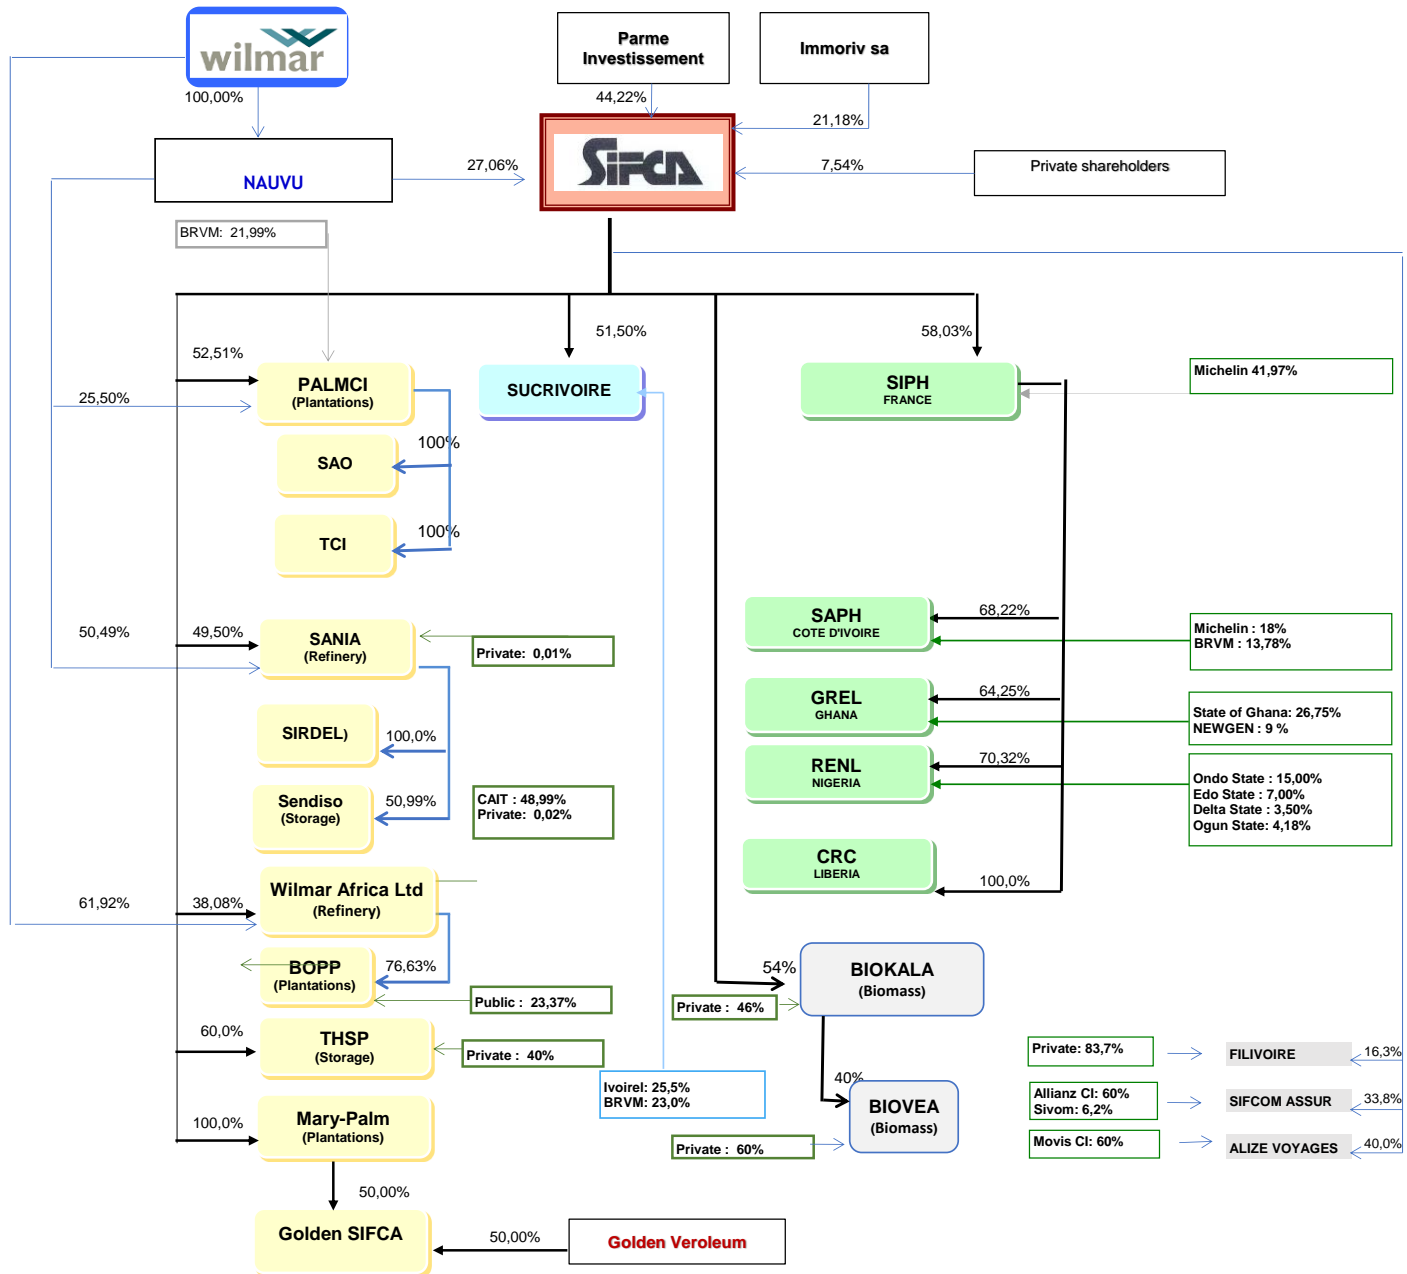 wilmar
Parme
Investissement
Immoriv sa
100,00%
44,22%
21,18%
SIFCA
NAUVU
27,06%
7,54%
Private shareholders
BRVM: 21,99%
51,50%
58,03%
52,51%
PALMCI
(Plantations)
SUCRIVOIRE
SIPH
FRANCE
Michelin 41,97%
25,50%
100%
SAO
100%
TCI
SAPH
COTE D'IVOIRE
68,22%
Michelin : 18%
BRVM : 13,78%
50,49%
49,50%
SANIA
(Refinery)
Private: 0,01%
GREL
GHANA
64,25%
State of Ghana: 26,75%
NEWGEN : 9 %
SIRDEL)
100,0%
RENL
NIGERIA
70,32%
Ondo State : 15,00%
Edo State : 7,00%
Delta State : 3,50%
Ogun State: 4,18%
Sendiso
(Storage)
50,99%
CAIT : 48,99%
Private: 0,02%
CRC
LIBERIA
100,0%
61,92%
38,08%
Wilmar Africa Ltd
(Refinery)
BOPP
(Plantations)
76,63%
Public : 23,37%
54%
BIOKALA
(Biomass)
Private : 46%
60,0%
THSP
(Storage)
Private : 40%
Private: 83,7%
FILIVOIRE
16,3%
Ivoirel: 25,5%
BRVM: 23,0%
40%
BIOVEA
(Biomass)
Allianz CI: 60%
Sivom: 6,2%
SIFCOM ASSUR
33,8%
100,0%
Mary-Palm
(Plantations)
Private : 60%
Movis CI: 60%
ALIZE VOYAGES
40,0%
50,00%
Golden SIFCA
50,00%
Golden Veroleum